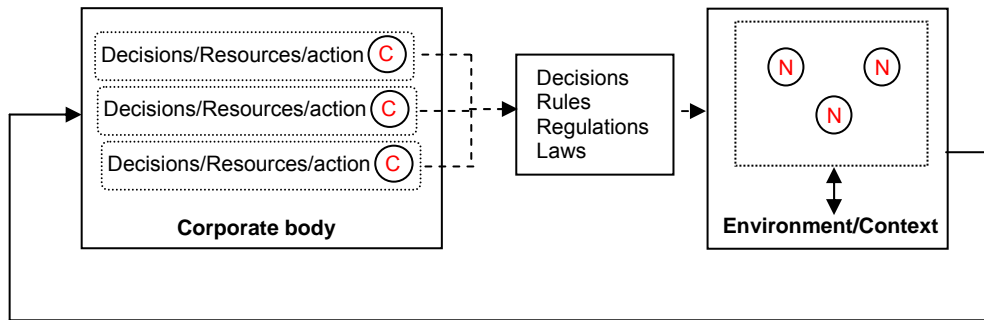 Decisions/Resources/action C
Decisions/Resources/action C
Decisions/Resources/action C
Corporate body
Decisions
Rules
Regulations
Laws
N N
N
Environment/Context